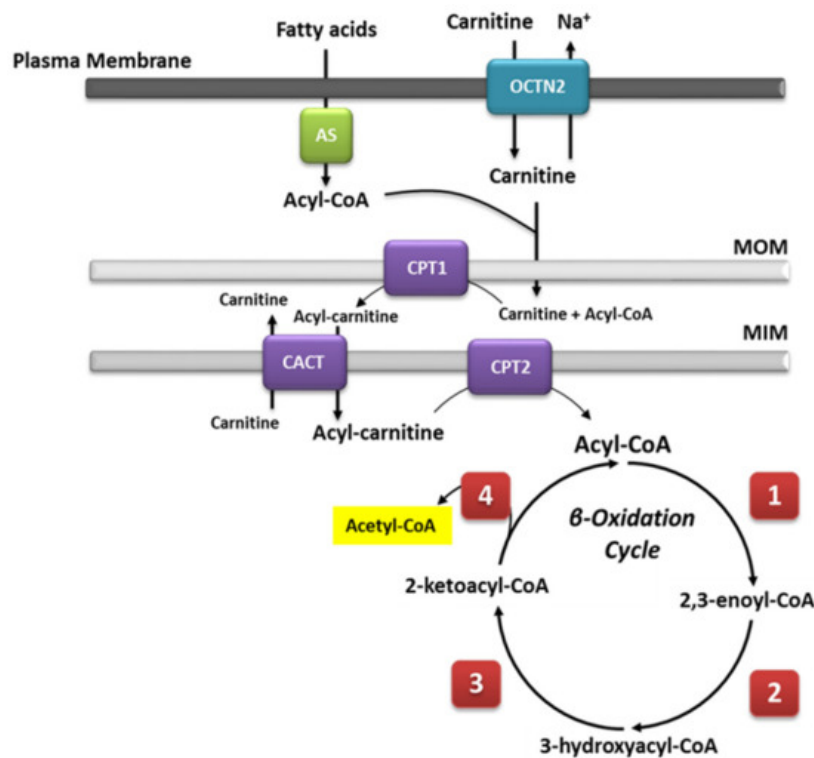 Fatty acids
Carnitine
Na⁺
Plasma Membrane
OCTN2
AS
Carnitine
Acyl-CoA
MOM
CPT1
Carnitine
Acyl-carnitine
Carnitine + Acyl-CoA
MIM
CACT
CPT2
Carnitine
Acyl-carnitine
Acyl-CoA
4
1
Acetyl-CoA
β-Oxidation
Cycle
2-ketoacyl-CoA
2,3-enoyl-CoA
3
2
3-hydroxyacyl-CoA